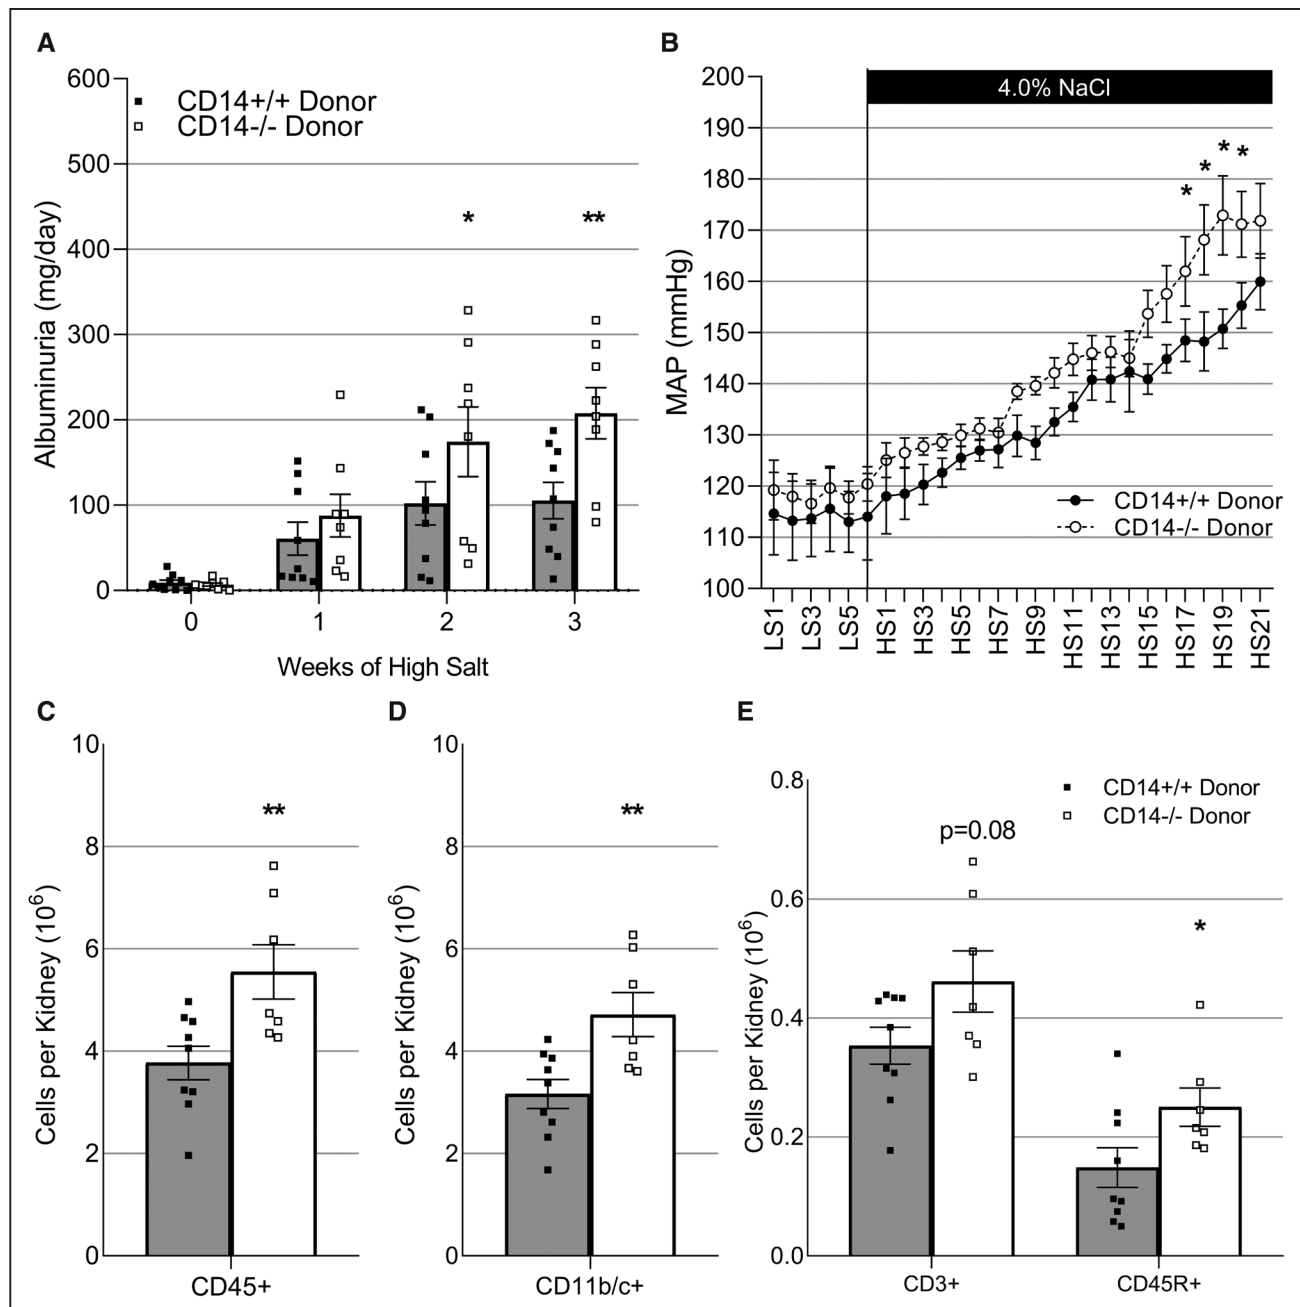 A
600
500
400
300
200
100
0
Albuminuria (mg/day)
CD14+/+ Donor
CD14-/- Donor
*
**
0 1 2 3
Weeks of High Salt
B
200
190
180
170
160
150
140
130
120
110
100
MAP (mmHg)
4.0% NaCl
* * * *
CD14+/+ Donor
CD14-/- Donor
LS1 LS3 LS5 HS1 HS3 HS5 HS7 HS9 HS11 HS13 HS15 HS17 HS19 HS21
C
10
8
6
4
2
0
Cells per Kidney (10⁶)
**
CD45+
D
10
8
6
4
2
0
Cells per Kidney (10⁶)
**
CD11b/c+
E
0.8
0.6
0.4
0.2
0.0
Cells per Kidney (10⁶)
CD14+/+ Donor
CD14-/- Donor
p=0.08
*
CD3+ CD45R+